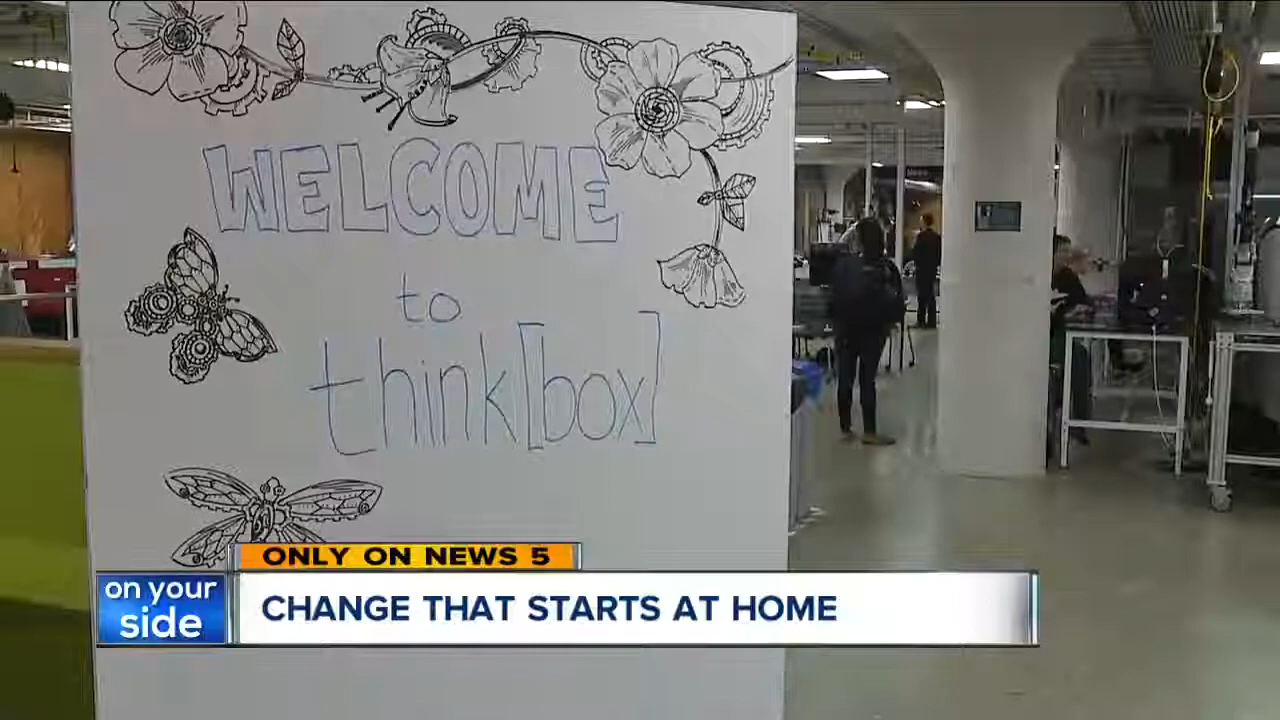 WELCOME
to
think[box]
ONLY ON NEWS 5
on your
side
CHANGE THAT STARTS AT HOME